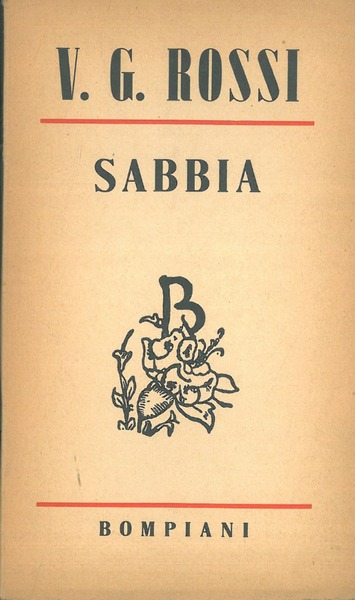 V. G. ROSSI
SABBIA
B
BOMPIANI